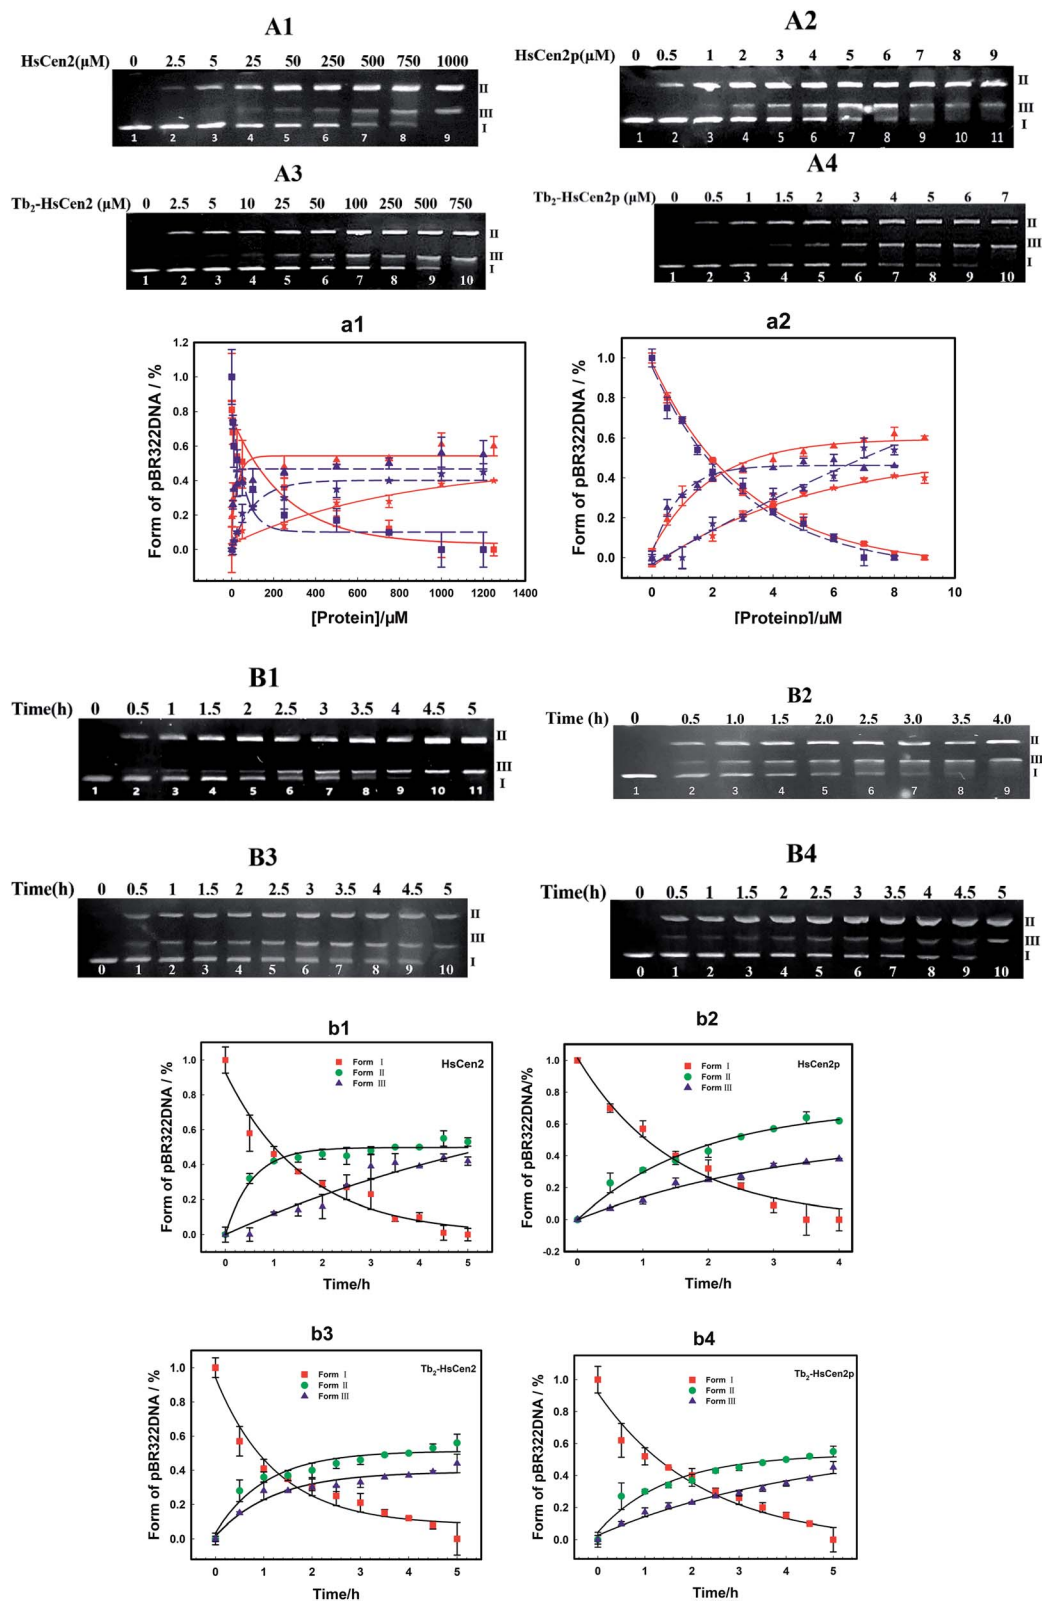 A1
HsCen2(µM) 0 2.5 5 25 50 250 500 750 1000
II
III
I
1 2 3 4 5 6 7 8 9
A2
HsCen2p(µM) 0 0.5 1 2 3 4 5 6 7 8 9
II
III
I
1 2 3 4 5 6 7 8 9 10 11
A3
Tb2-HsCen2 (µM) 0 2.5 5 10 25 50 100 250 500 750
II
III
I
1 2 3 4 5 6 7 8 9 10
A4
Tb2-HsCen2p (µM) 0 0.5 1 1.5 2 3 4 5 6 7
II
III
I
1 2 3 4 5 6 7 8 9 10
a1
Form of pBR322DNA / %
1.2
1.0
0.8
0.6
0.4
0.2
0.0
0 200 400 600 800 1000 1200 1400
[Protein]/µM
a2
Form of pBR322DNA / %
1.0
0.8
0.6
0.4
0.2
0.0
0 2 4 6 8 10
[Proteinp]/µM
B1
Time(h) 0 0.5 1 1.5 2 2.5 3 3.5 4 4.5 5
II
III
I
1 2 3 4 5 6 7 8 9 10 11
B2
Time (h) 0 0.5 1.0 1.5 2.0 2.5 3.0 3.5 4.0
II
III
I
1 2 3 4 5 6 7 8 9
B3
Time(h) 0 0.5 1 1.5 2 2.5 3 3.5 4 4.5 5
II
III
I
0 1 2 3 4 5 6 7 8 9 10
B4
Time(h) 0 0.5 1 1.5 2 2.5 3 3.5 4 4.5 5
II
III
I
0 1 2 3 4 5 6 7 8 9 10
b1
Form of pBR322DNA / %
1.0
0.8
0.6
0.4
0.2
0.0
Form I
Form II
Form III
HsCen2
0 1 2 3 4 5
Time/h
b2
Form of pBR322DNA/%
1.0
0.8
0.6
0.4
0.2
0.0
-0.2
Form I
Form II
Form III
HsCen2p
0 1 2 3 4
Time/h
b3
Form of pBR322DNA / %
1.0
0.8
0.6
0.4
0.2
0.0
Form I
Form II
Form III
Tb2-HsCen2
0 1 2 3 4 5
Time/h
b4
Form of pBR322DNA / %
1.0
0.8
0.6
0.4
0.2
0.0
Form I
Form II
Form III
Tb2-HsCen2p
0 1 2 3 4 5
Time/h